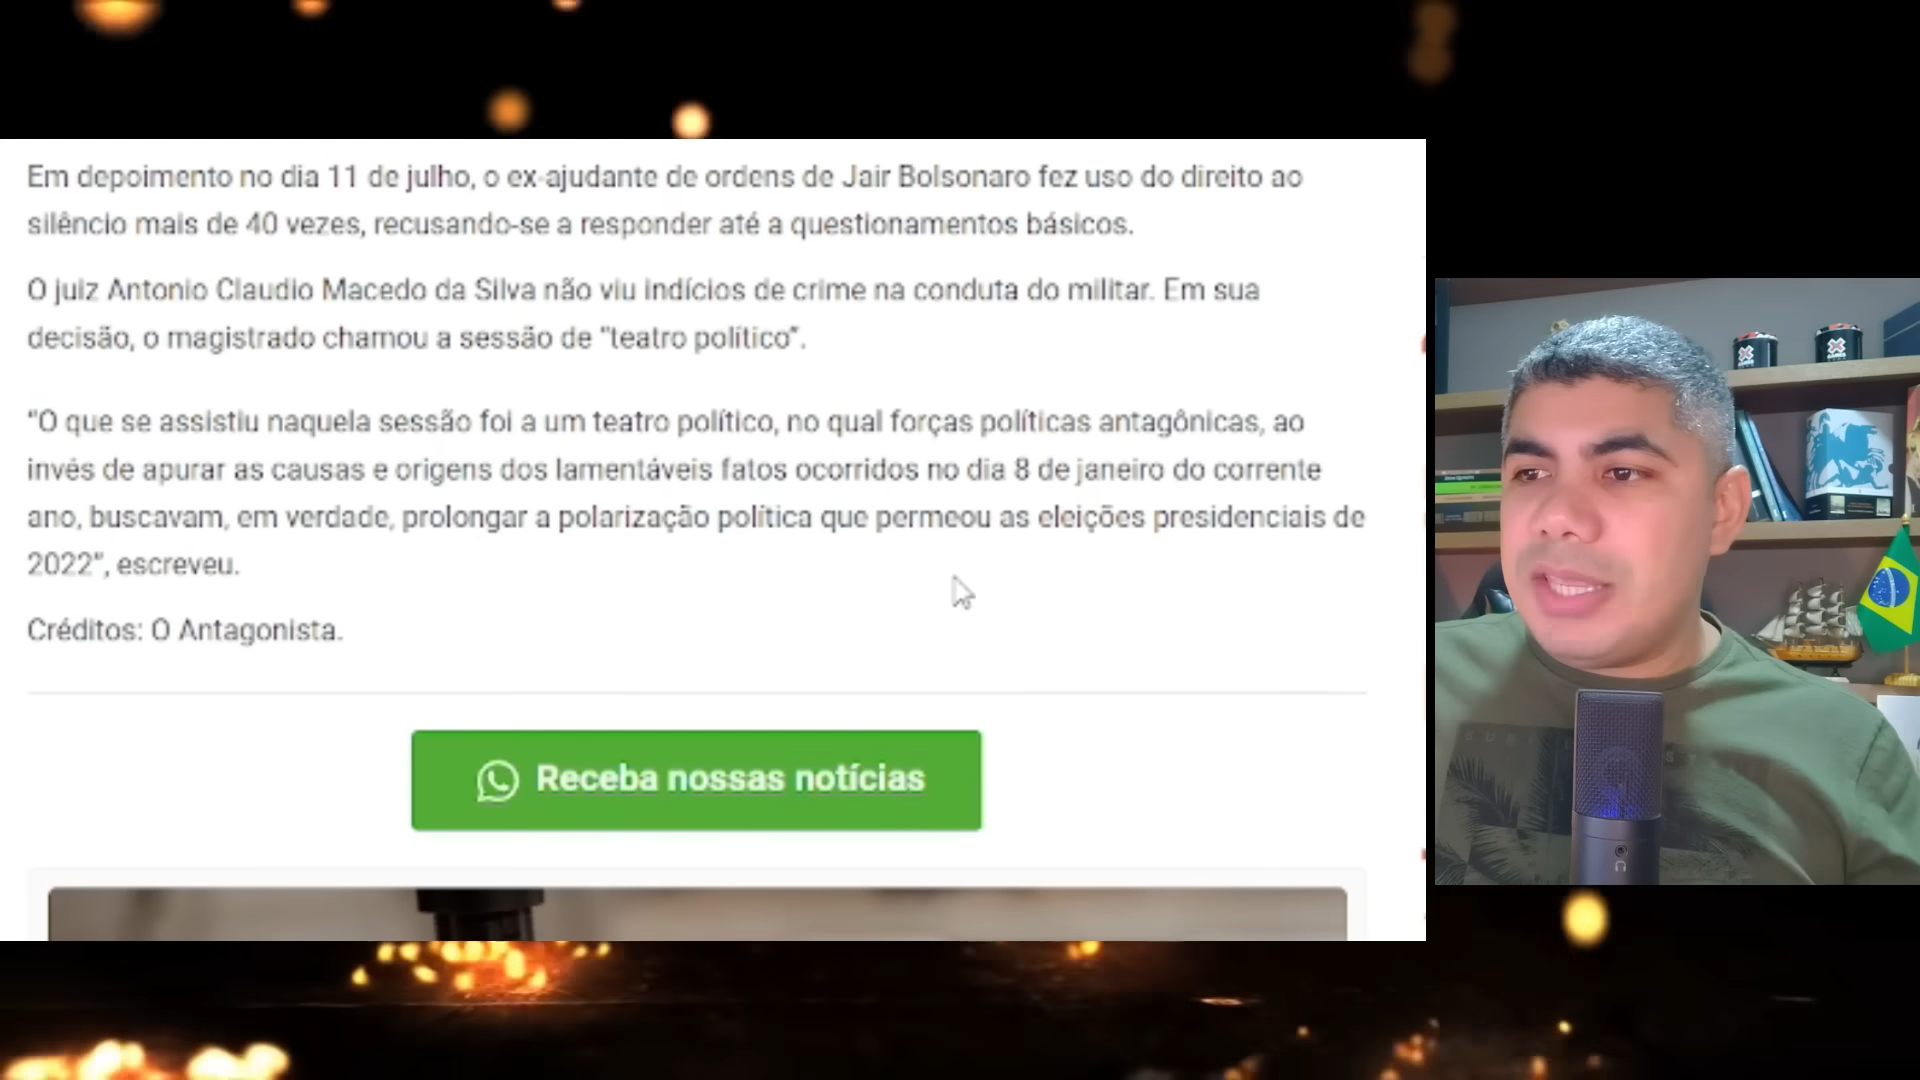 Em depoimento no dia 11 de julho, o ex-ajudante de ordens de Jair Bolsonaro fez uso do direito ao
silêncio mais de 40 vezes, recusando-se a responder até a questionamentos básicos.
O juiz Antonio Claudio Macedo da Silva não viu indícios de crime na conduta do militar. Em sua
decisão, o magistrado chamou a sessão de “teatro político”.
“O que se assistiu naquela sessão foi a um teatro político, no qual forças políticas antagônicas, ao
invés de apurar as causas e origens dos lamentáveis fatos ocorridos no dia 8 de janeiro do corrente
ano, buscavam, em verdade, prolongar a polarização política que permeou as eleições presidenciais de
2022”, escreveu.
Créditos: O Antagonista.
Receba nossas notícias